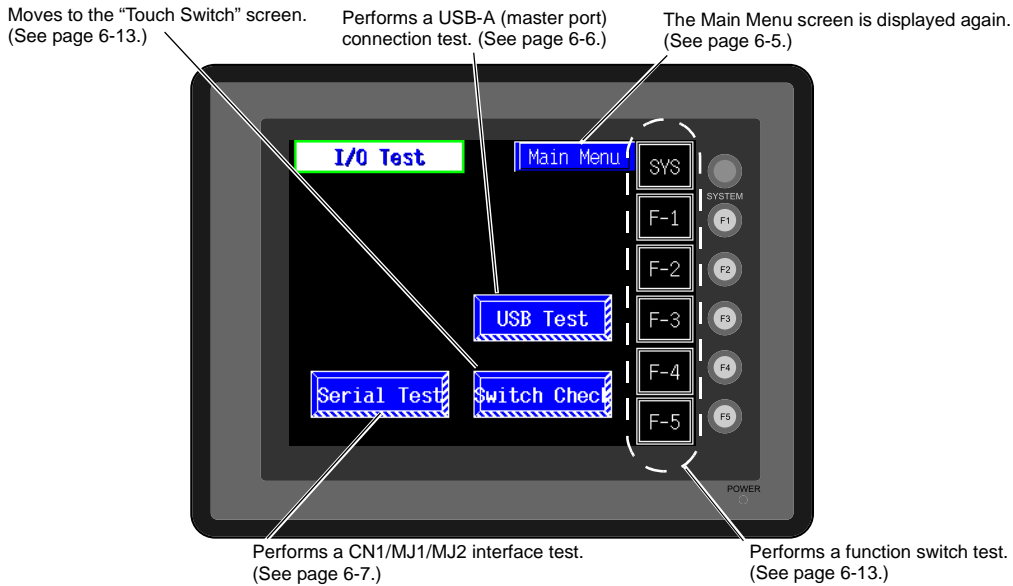 Moves to the “Touch Switch” screen.
(See page 6-13.)
Performs a USB-A (master port)
connection test. (See page 6-6.)
The Main Menu screen is displayed again.
(See page 6-5.)
I/O Test
Main Menu
SYS
SYSTEM
F-1
F1
F-2
F2
USB Test
F-3
F3
Serial Test
Switch Check
F-4
F4
F-5
F5
POWER
Performs a CN1/MJ1/MJ2 interface test.
(See page 6-7.)
Performs a function switch test.
(See page 6-13.)